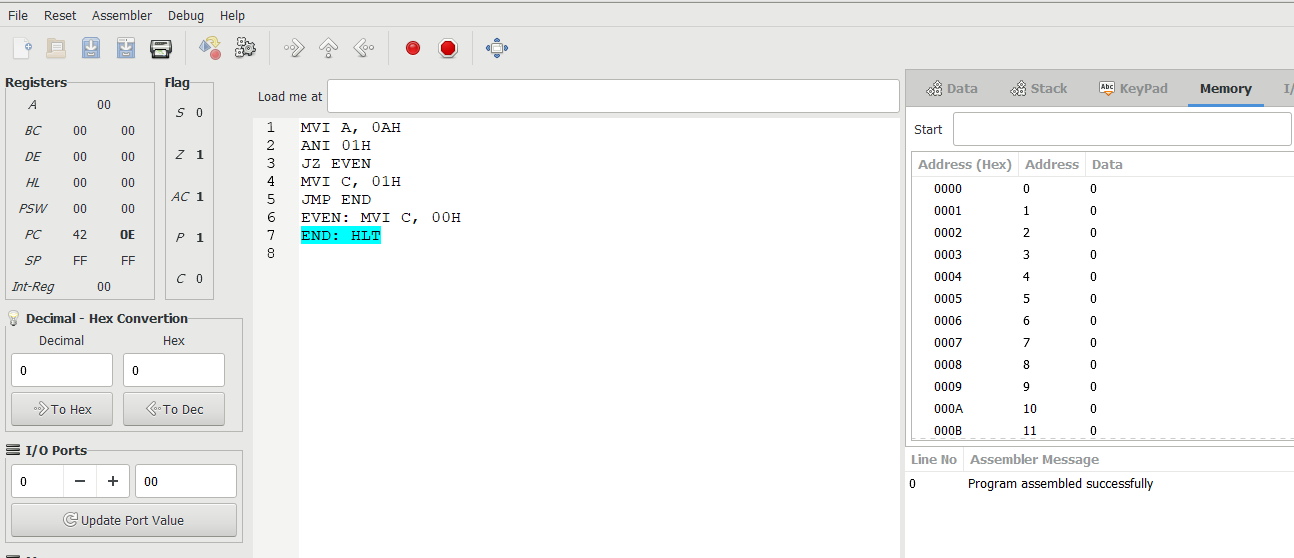 File Reset Assembler Debug Help
Registers
A 00
BC 00 00
DE 00 00
HL 00 00
PSW 00 00
PC 42 0E
SP FF FF
Int-Reg 00
Flag
S 0
Z 1
AC 1
P 1
C 0
Decimal - Hex Convertion
Decimal Hex
0 0
To Hex To Dec
I/O Ports
0 − + 00
Update Port Value
Load me at
1 MVI A, 0AH
2 ANI 01H
3 JZ EVEN
4 MVI C, 01H
5 JMP END
6 EVEN: MVI C, 00H
7 END: HLT
8
Data Stack Abc KeyPad Memory I/
Start
Address (Hex) Address Data
0000 0 0
0001 1 0
0002 2 0
0003 3 0
0004 4 0
0005 5 0
0006 6 0
0007 7 0
0008 8 0
0009 9 0
000A 10 0
000B 11 0
Line No Assembler Message
0 Program assembled successfully